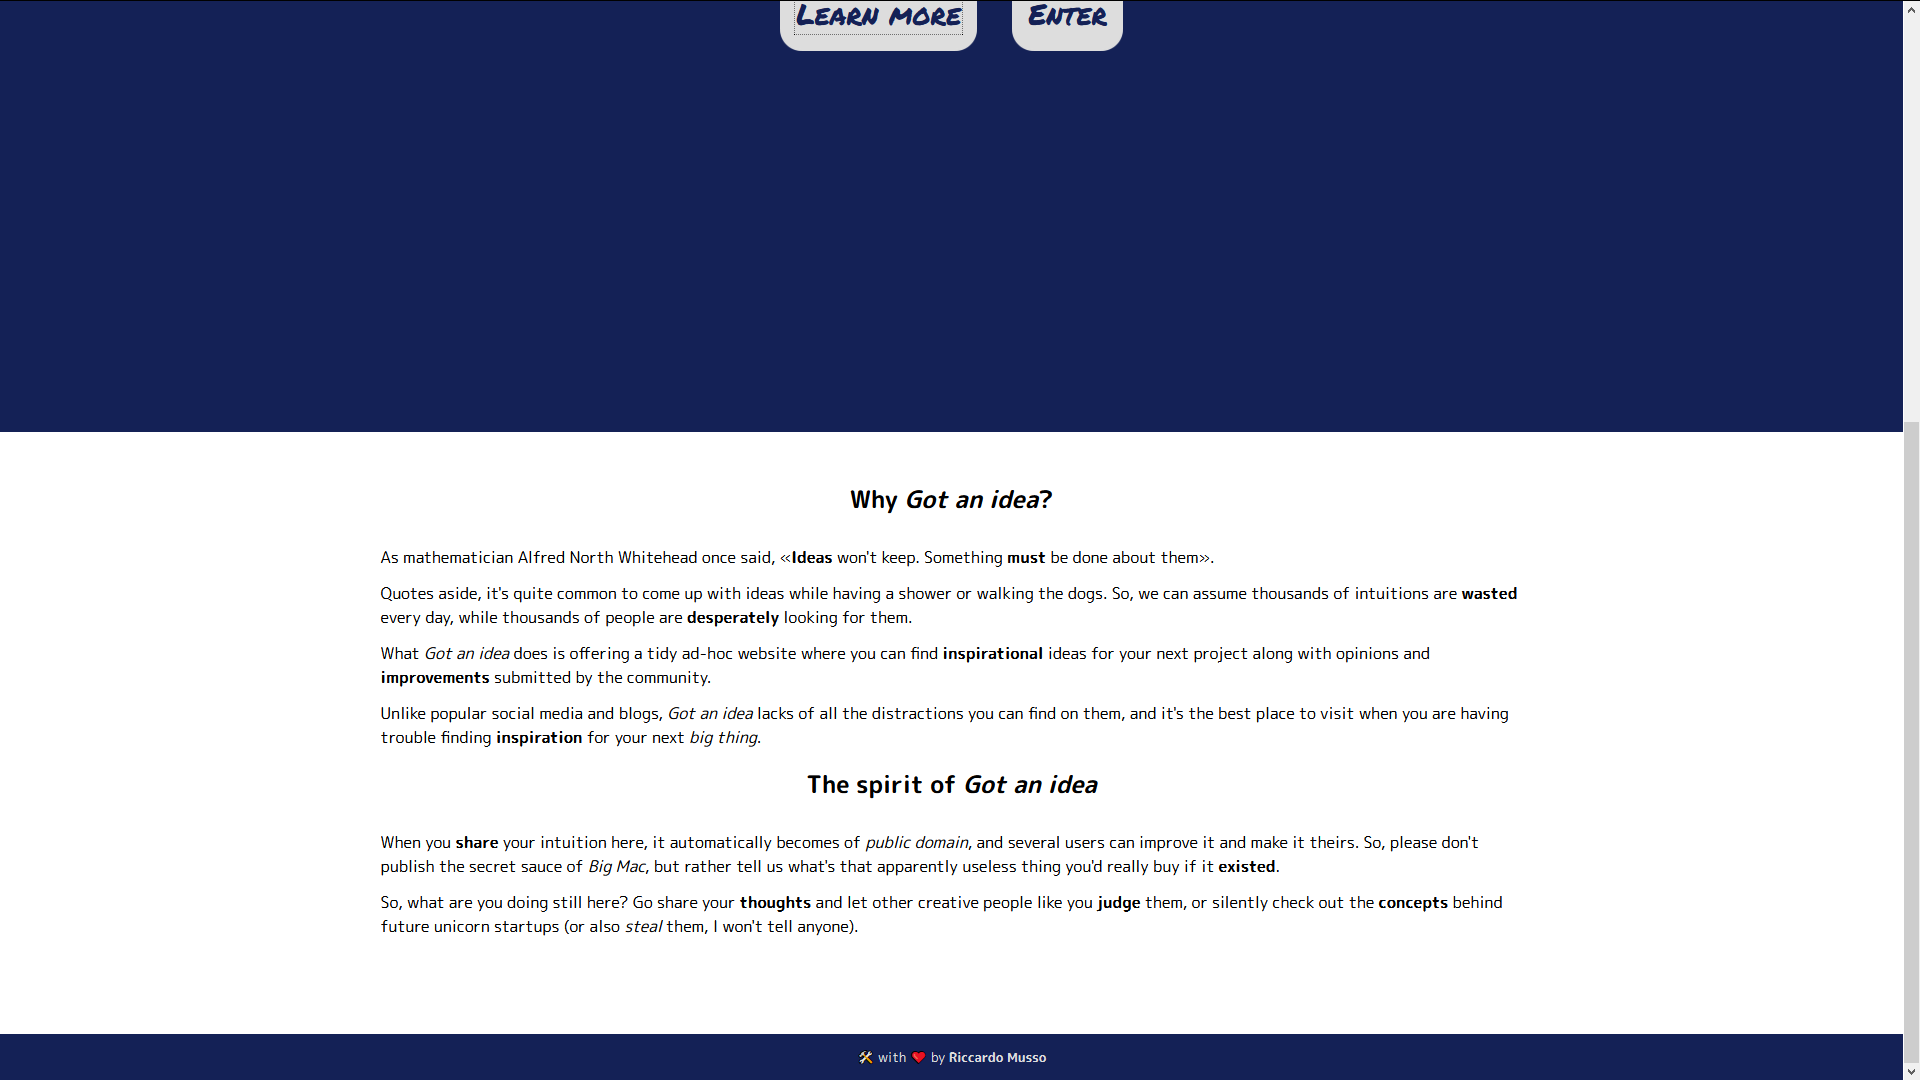 Learn more
Enter
Why Got an idea?
As mathematician Alfred North Whitehead once said, «Ideas won't keep. Something must be done about them».
Quotes aside, it's quite common to come up with ideas while having a shower or walking the dogs. So, we can assume thousands of intuitions are wasted
every day, while thousands of people are desperately looking for them.
What Got an idea does is offering a tidy ad-hoc website where you can find inspirational ideas for your next project along with opinions and
improvements submitted by the community.
Unlike popular social media and blogs, Got an idea lacks of all the distractions you can find on them, and it's the best place to visit when you are having
trouble finding inspiration for your next big thing.
The spirit of Got an idea
When you share your intuition here, it automatically becomes of public domain, and several users can improve it and make it theirs. So, please don't
publish the secret sauce of Big Mac, but rather tell us what's that apparently useless thing you'd really buy if it existed.
So, what are you doing still here? Go share your thoughts and let other creative people like you judge them, or silently check out the concepts behind
future unicorn startups (or also steal them, I won't tell anyone).
🛠 with ❤ by Riccardo Musso